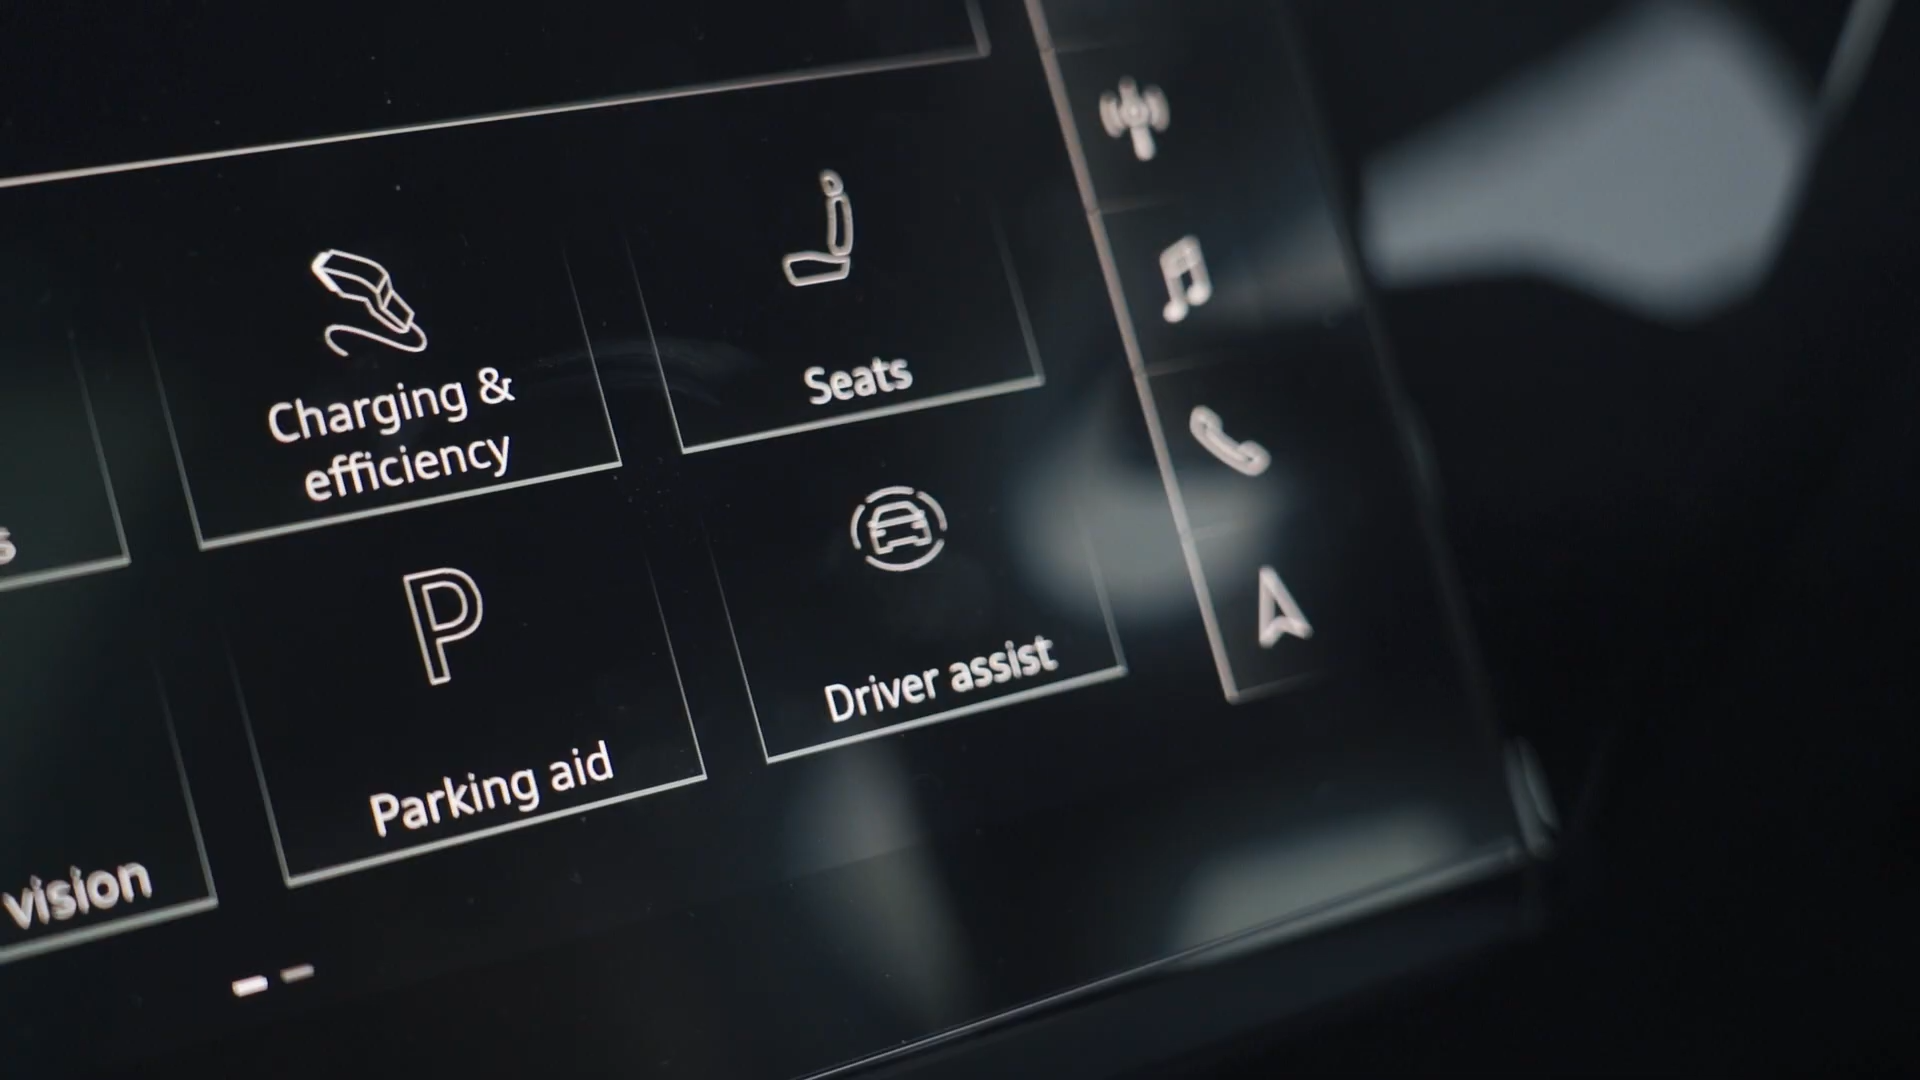 Charging &
efficiency
Seats
P
Parking aid
Driver assist
vision